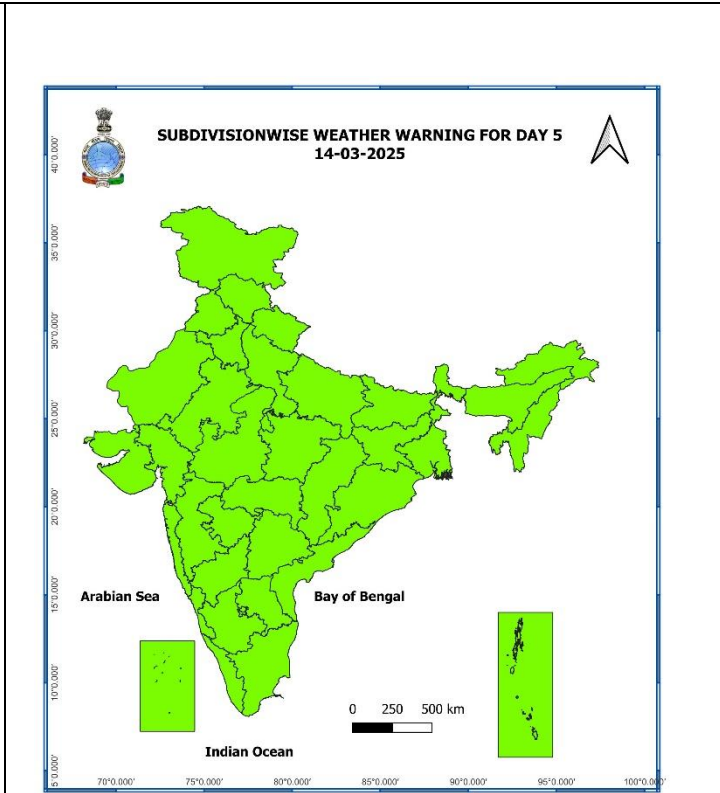 SUBDIVISIONWISE WEATHER WARNING FOR DAY 5
14-03-2025
40°0.000'
35°0.000'
30°0.000'
25°0.000'
20°0.000'
15°0.000'
10°0.000'
5°0.000'
Arabian Sea
Bay of Bengal
0 250 500 km
Indian Ocean
70°0.000' 75°0.000' 80°0.000' 85°0.000' 90°0.000' 95°0.000' 100°0.000'